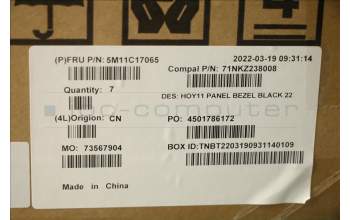 (P)FRU P/N: 5M11C17065
2022-03-19 09:31:14
Compal P/N: 71NKZ238008
Quantity: 7
DES: HOY11 PANEL BEZEL BLACK 22
(4L)Origion: CN
PO: 4501786172
MO: 73567904
BOX ID:TNBT2203190931140109
Made in China